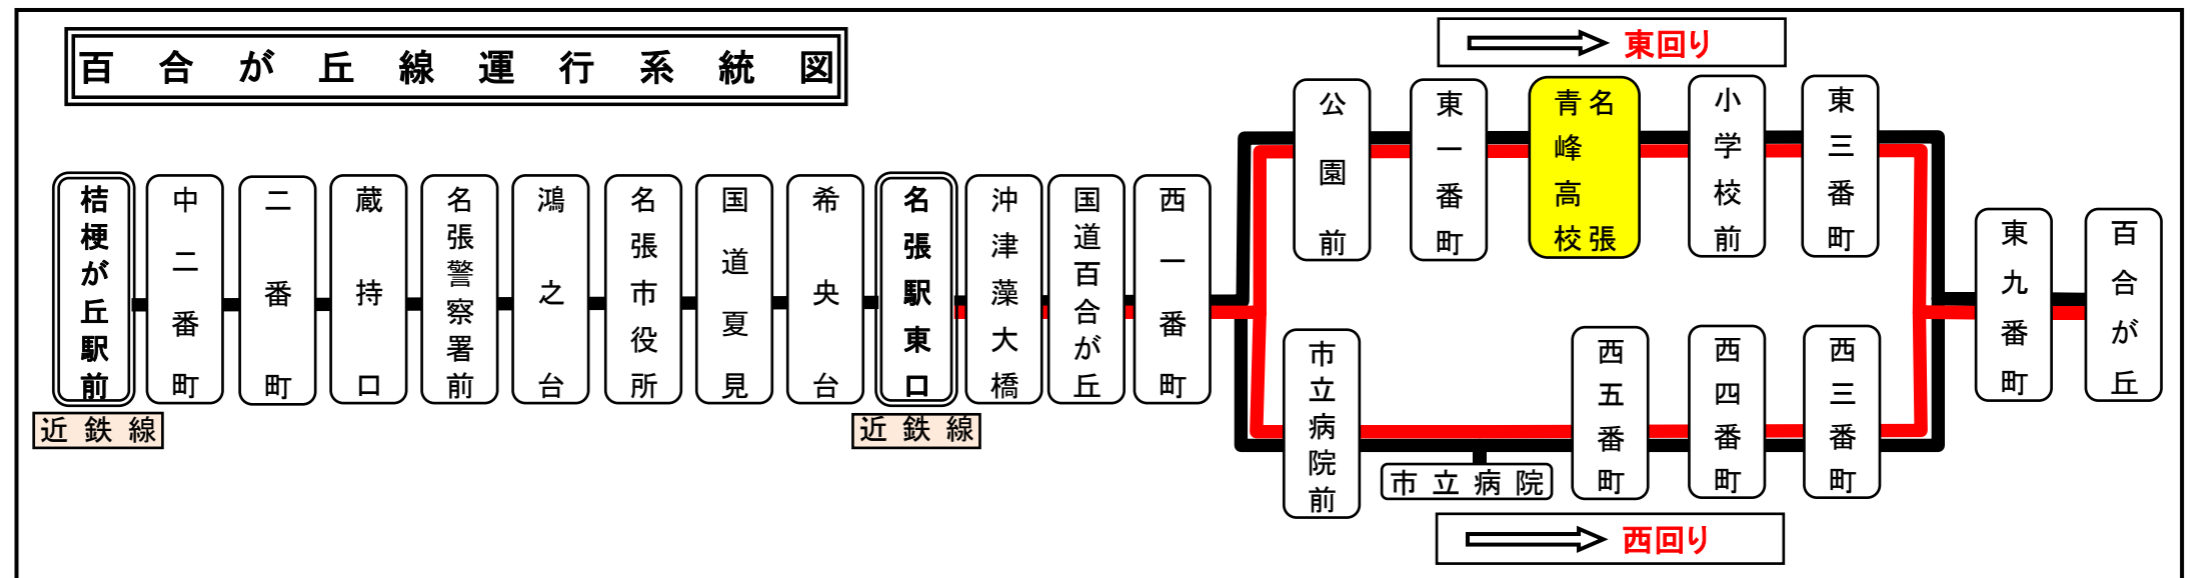 百合が丘線運行系統図
東回り
桔梗が丘駅前
近鉄線
中二番町
二番町
蔵持口
名張警察署前
鴻之台
名張市役所
国道夏見
希央台
名張駅東口
近鉄線
沖津藻大橋
国道百合が丘
西一番町
公園前
東一番町
名張
青峰高校
小学校前
東三番町
市立病院前
市立病院
西五番町
西四番町
西三番町
東九番町
百合が丘
西回り